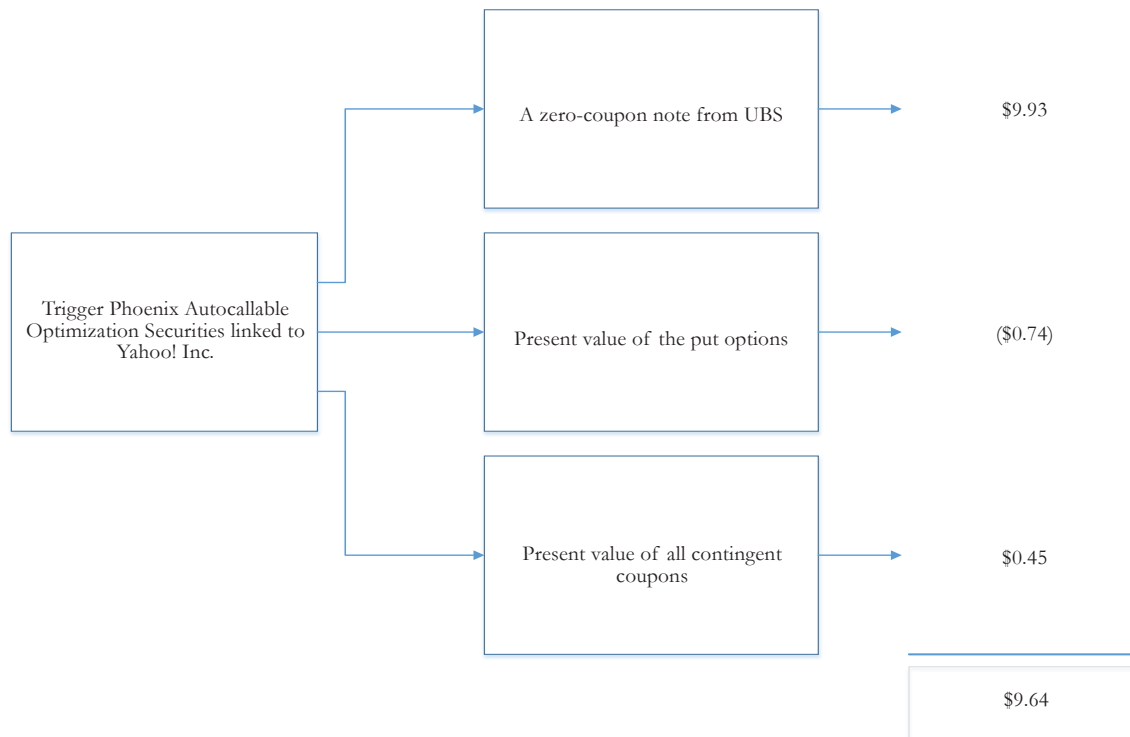 A zero-coupon note from UBS
$9.93
Trigger Phoenix Autocallable
Optimization Securities linked to
Yahoo! Inc.
Present value of the put options
($0.74)
Present value of all contingent
coupons
$0.45
$9.64